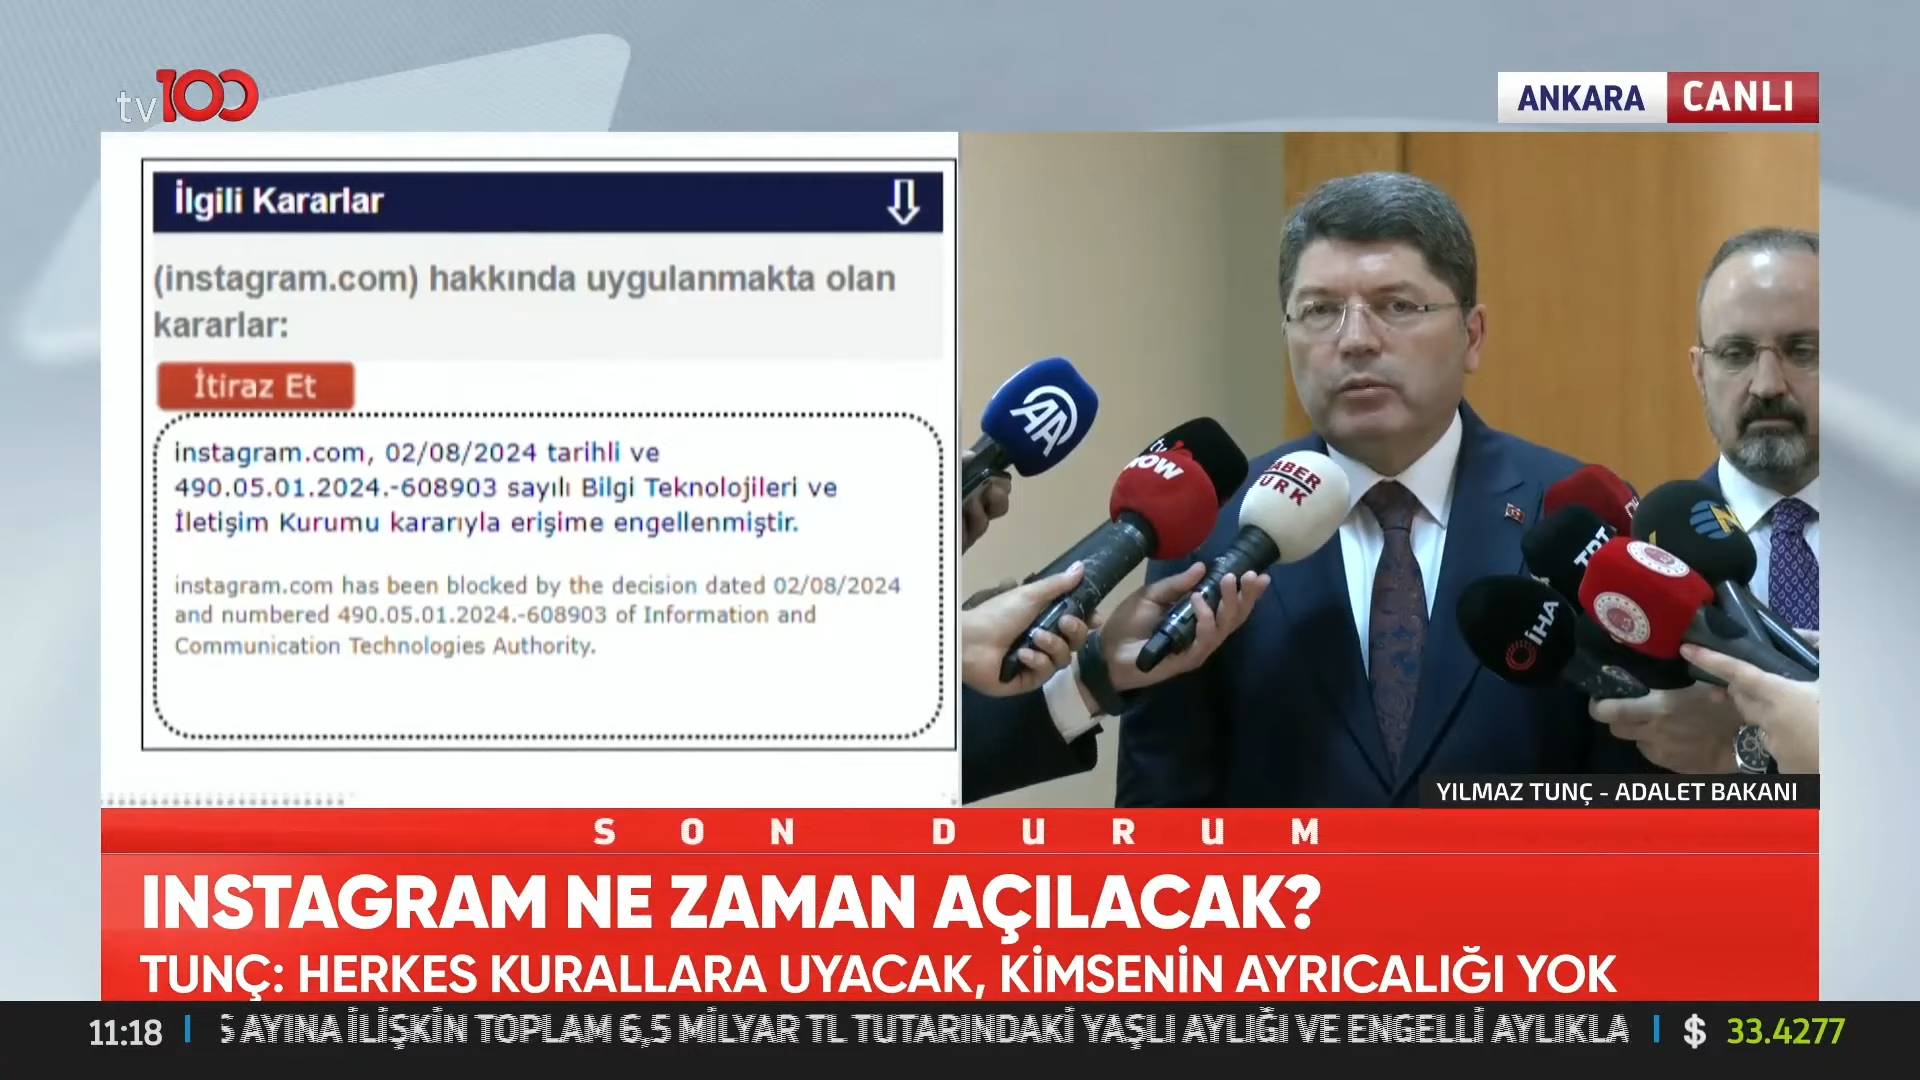 tv100
ANKARA CANLI
İlgili Kararlar
(instagram.com) hakkında uygulanmakta olan
kararlar:
İtiraz Et
instagram.com, 02/08/2024 tarihli ve
490.05.01.2024.-608903 sayılı Bilgi Teknolojileri ve
İletişim Kurumu kararıyla erişime engellenmiştir.
instagram.com has been blocked by the decision dated 02/08/2024
and numbered 490.05.01.2024.-608903 of Information and
Communication Technologies Authority.
AA
tv
NOW
HABER
TÜRK
TRT
İHA
YILMAZ TUNÇ - ADALET BAKANI
SON DURUM
INSTAGRAM NE ZAMAN AÇILACAK?
TUNÇ: HERKES KURALLARA UYACAK, KİMSENİN AYRICALIĞI YOK
11:18 AYINA İLİŞKİN TOPLAM 6,5 MİLYAR TL TUTARINDAKİ YAŞLI AYLIĞI VE ENGELLİ AYLIKLA $ 33.4277